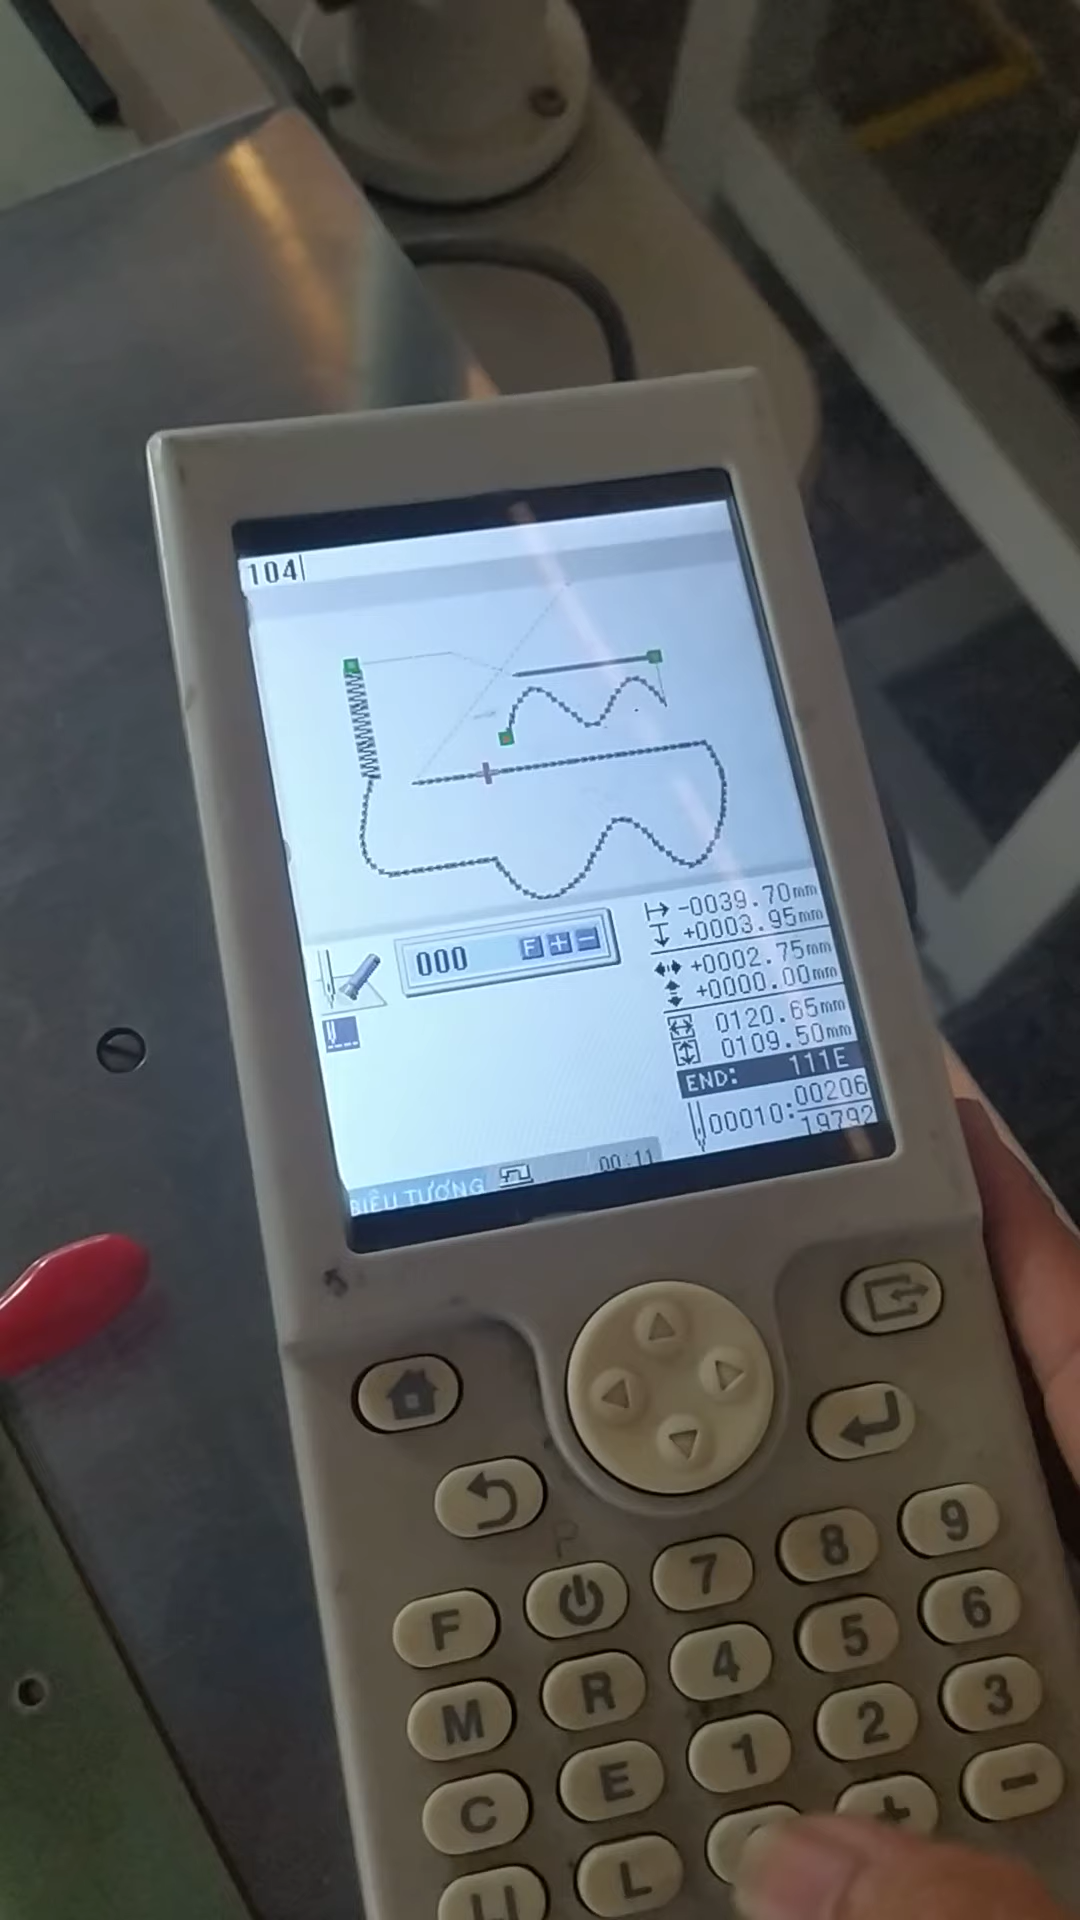 104
000 F + −
-0039.70mm
+0003.95mm
+0002.75mm
+0000.00mm
0120.65mm
0109.50mm
END: 111E
00010:00206
19792
BIỂU TƯỢNG 00:11
P
7 8 9
F 4 5 6
M R 1 2 3
C E + −
U L